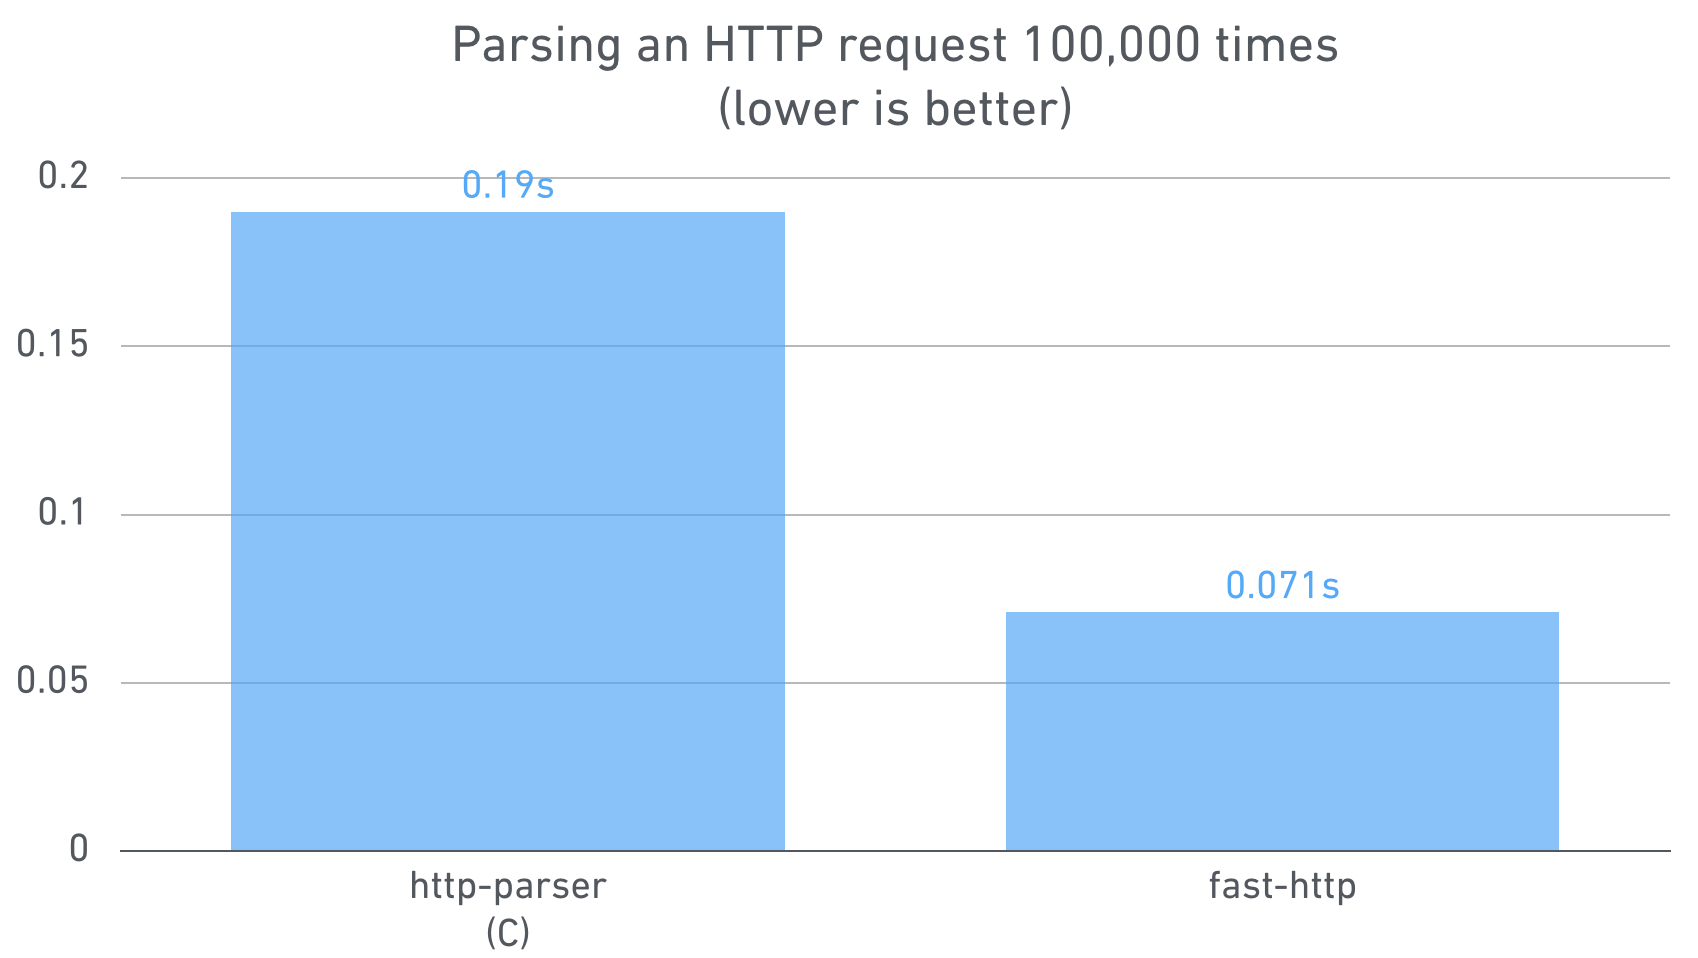 Parsing an HTTP request 100,000 times
(lower is better)
0.2
0.19s
0.15
0.1
0.071s
0.05
0
http-parser
(C)
fast-http